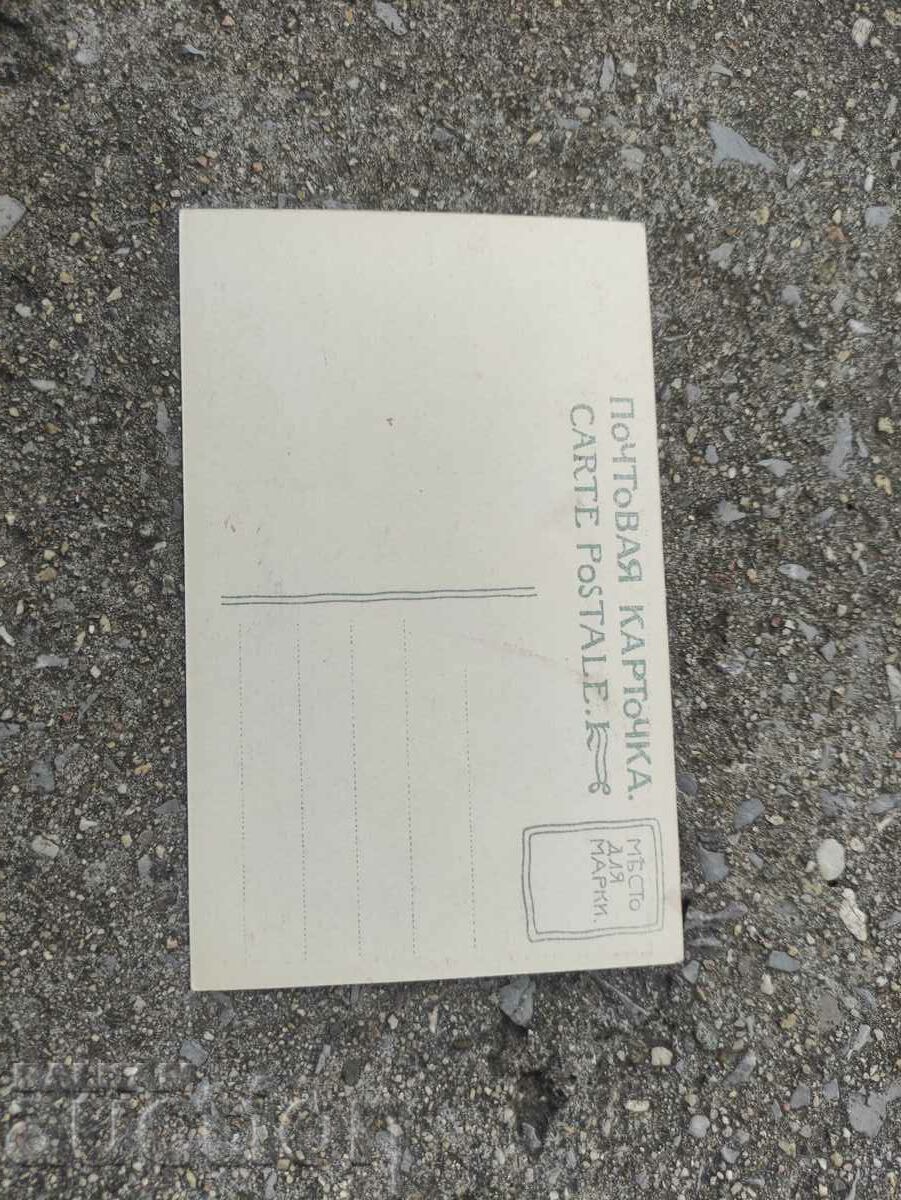 ПОЧТОВАЯ КАРТОЧКА.
CARTE POSTALE.
МѢСТО
ДЛЯ
МАРКИ.